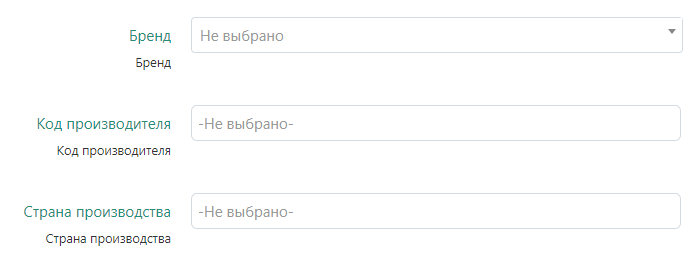 Бренд
Не выбрано
Бренд
Код производителя
-Не выбрано-
Код производителя
Страна производства
-Не выбрано-
Страна производства